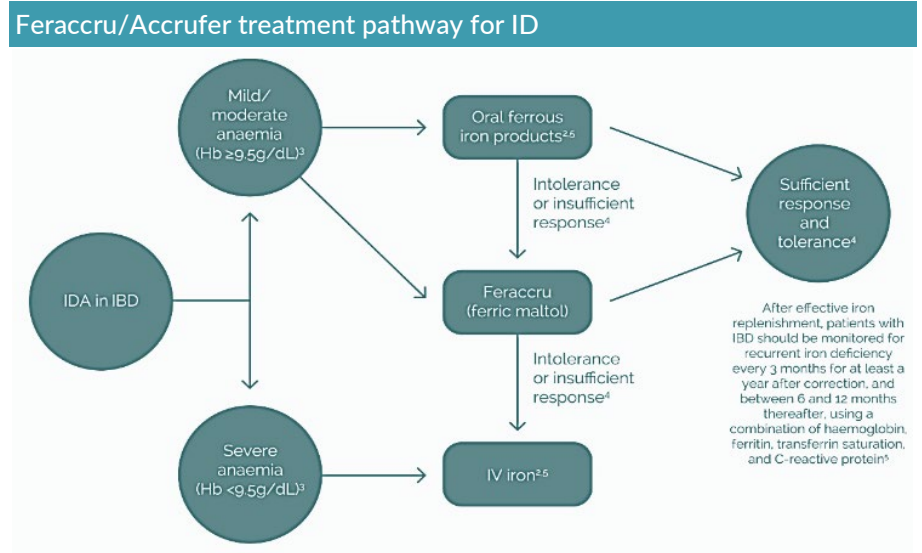 Feraccru/Accrufer treatment pathway for ID
Mild/
moderate
anaemia
(Hb ≥9.5g/dL)³
Oral ferrous
iron products²,⁵
Intolerance
or insufficient
response⁴
Sufficient
response
and
tolerance⁴
IDA in IBD
Feraccru
(ferric maltol)
Intolerance
or insufficient
response⁴
After effective iron
replenishment, patients with
IBD should be monitored for
recurrent iron deficiency
every 3 months for at least a
year after correction, and
between 6 and 12 months
thereafter, using a
combination of haemoglobin,
ferritin, transferrin saturation,
and C-reactive protein⁵
Severe
anaemia
(Hb <9.5g/dL)³
IV iron²,⁵